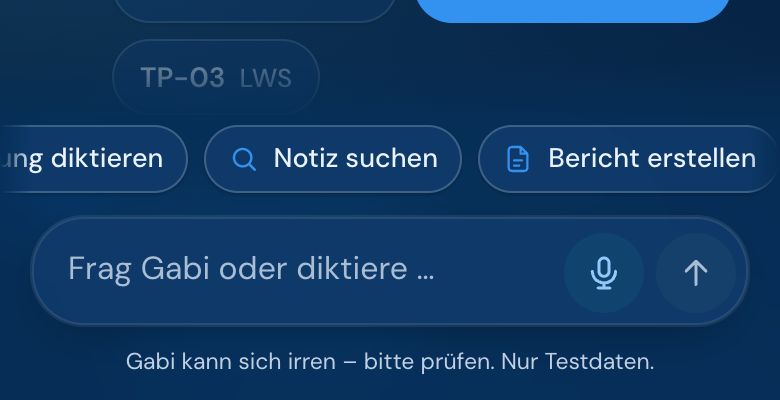 TP-03 LWS
ung diktieren
Notiz suchen
Bericht erstellen
Frag Gabi oder diktiere ...
Gabi kann sich irren – bitte prüfen. Nur Testdaten.